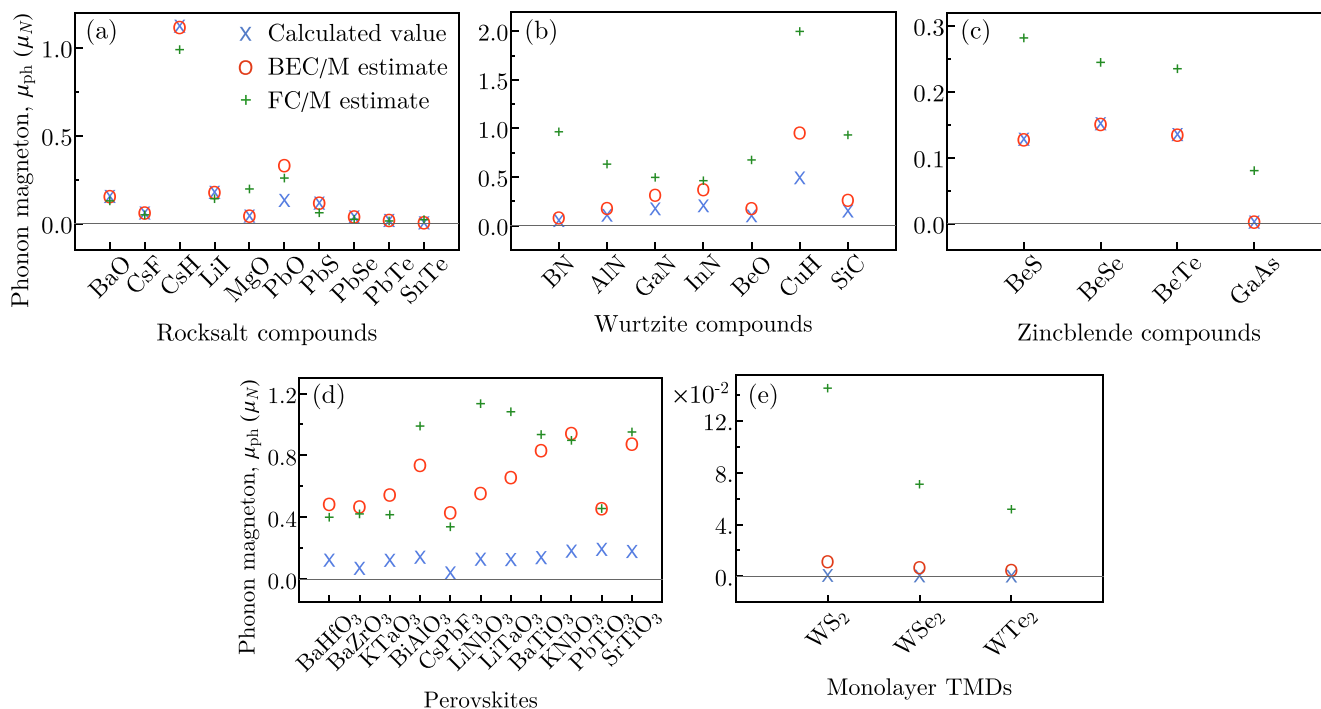 (a)
X Calculated value
O BEC/M estimate
+ FC/M estimate
Phonon magneton, μph (μN)
1.0
0.5
0.0
BaO CsF CsH LiI MgO PbO PbS PbSe PbTe SnTe
Rocksalt compounds
(b)
2.0
1.5
1.0
0.5
0.0
BN AlN GaN InN BeO CuH SiC
Wurtzite compounds
(c)
0.3
0.2
0.1
0.0
BeS BeSe BeTe GaAs
Zincblende compounds
(d)
Phonon magneton, μph (μN)
1.2
0.8
0.4
0.0
BaHfO₃ BaZrO₃ KTaO₃ BiAlO₃ CsPbF₃ LiNbO₃ LiTaO₃ BaTiO₃ KNbO₃ PbTiO₃ SrTiO₃
Perovskites
×10⁻² (e)
12.
8.
4.
0.
WS₂ WSe₂ WTe₂
Monolayer TMDs